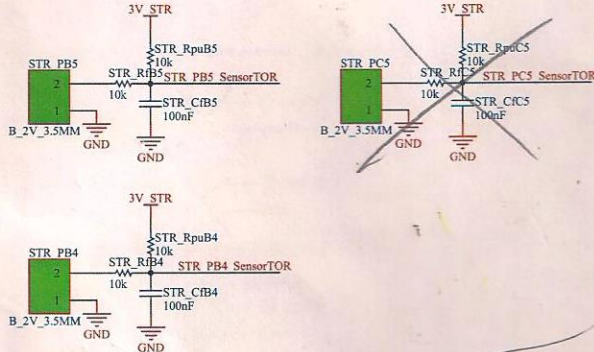 3V_STR
STR_PB5
STR_RpuB5
10k
STR_RfB5
10k
STR_PB5_SensorTOR
2
1
STR_CfB5
100nF
B_2V_3.5MM
GND
GND
3V_STR
STR_PC5
STR_RpuC5
10k
STR_RfC5
10k
STR_PC5_SensorTOR
2
1
STR_CfC5
100nF
B_2V_3.5MM
GND
GND
3V_STR
STR_PB4
STR_RpuB4
10k
STR_RfB4
10k
STR_PB4_SensorTOR
2
1
STR_CfB4
100nF
B_2V_3.5MM
GND
GND